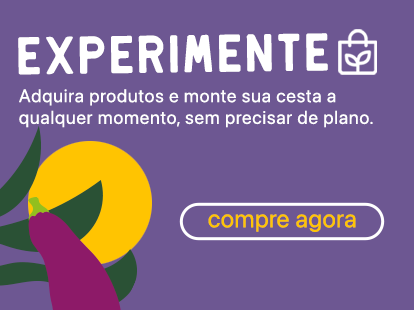 EXPERIMENTE
Adquira produtos e monte sua cesta a
qualquer momento, sem precisar de plano.
compre agora